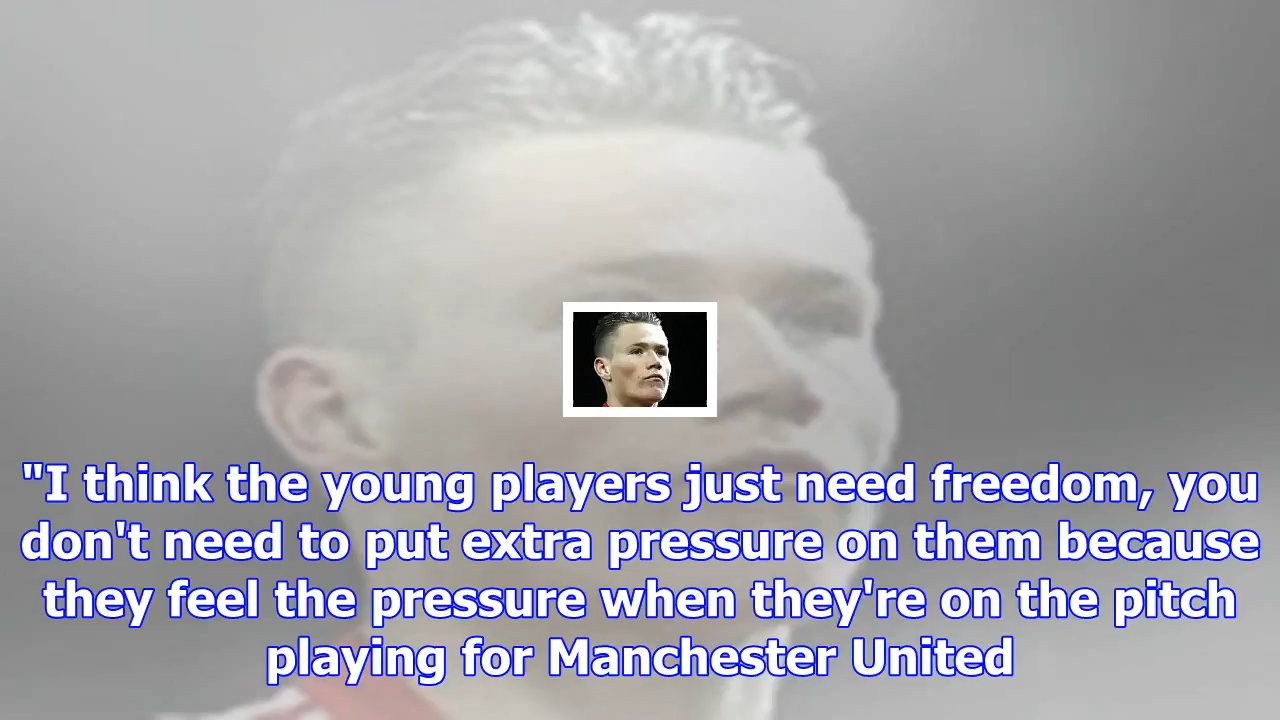 "I think the young players just need freedom, you
don't need to put extra pressure on them because
they feel the pressure when they're on the pitch
playing for Manchester United